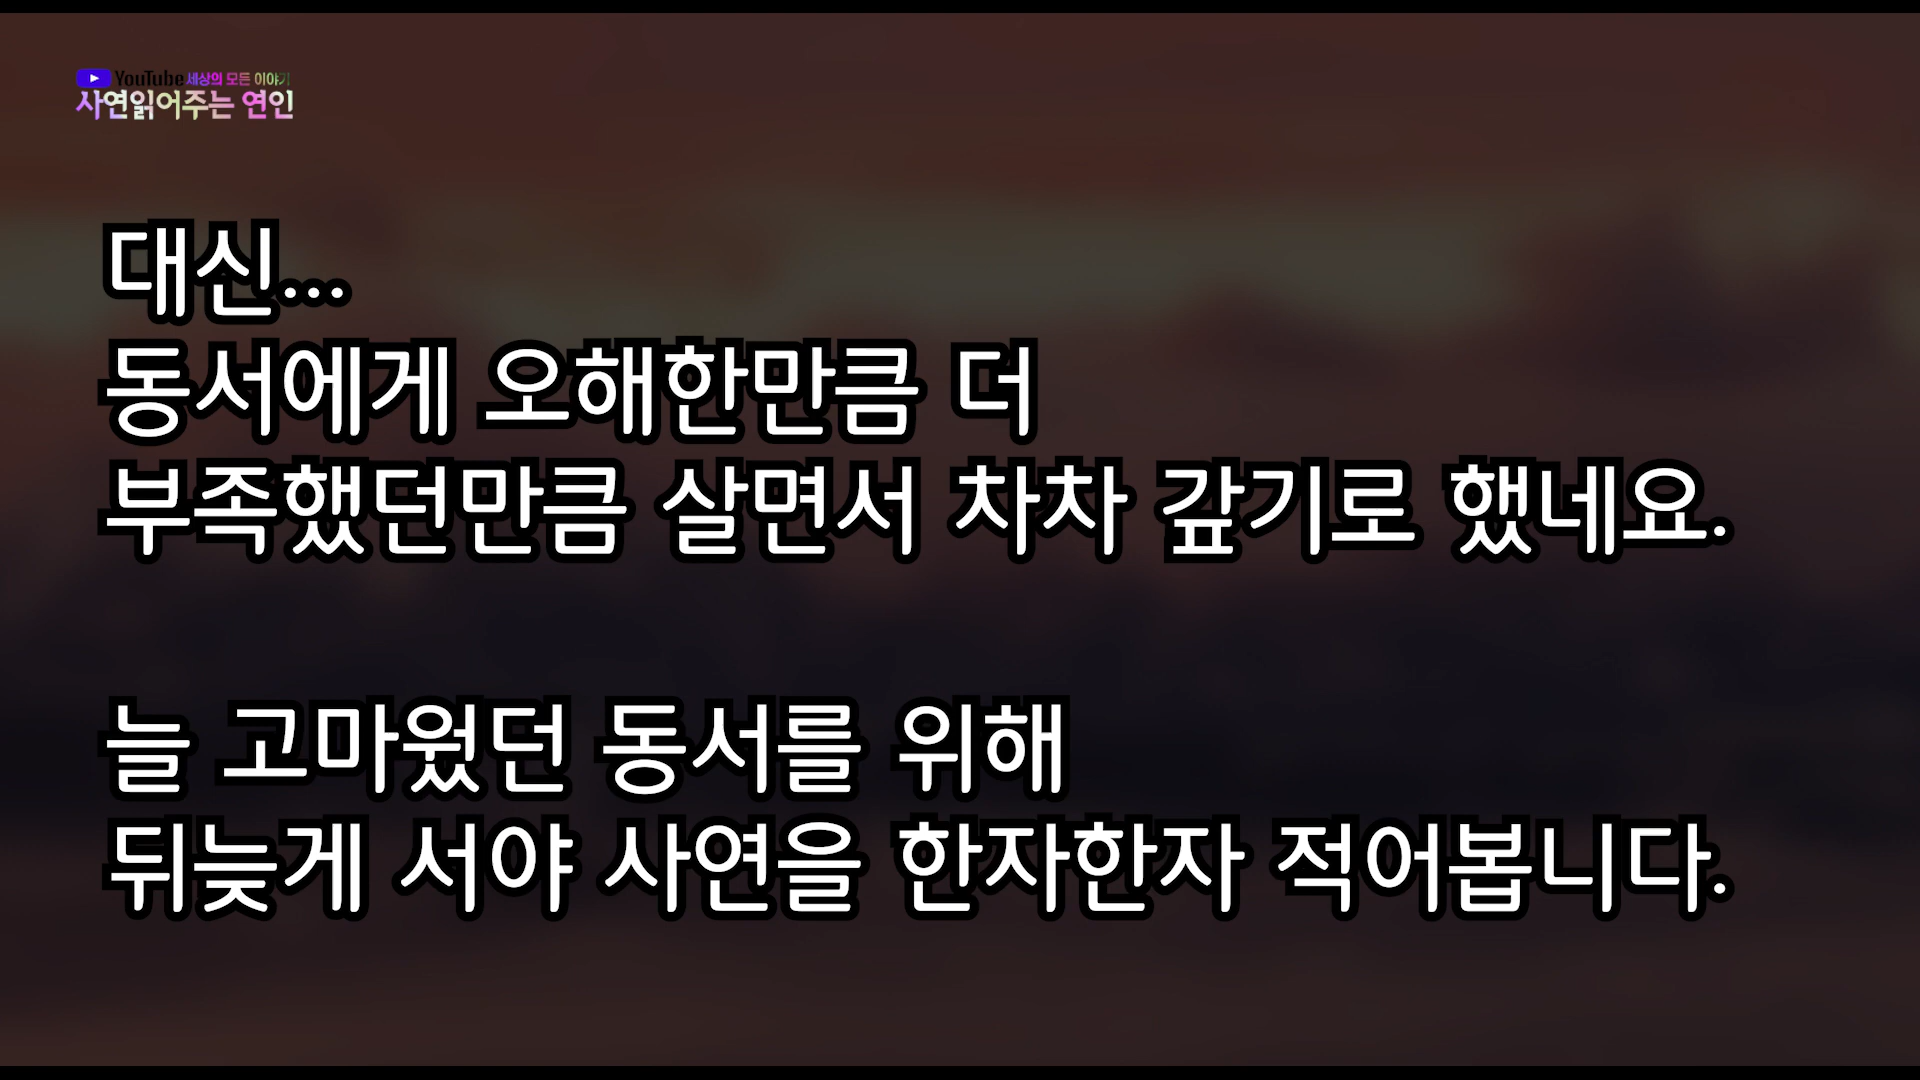 YouTube 세상의 모든 이야기
사연읽어주는 연인
대신...
동서에게 오해한만큼 더
부족했던만큼 살면서 차차 갚기로 했네요.
늘 고마웠던 동서를 위해
뒤늦게 서야 사연을 한자한자 적어봅니다.